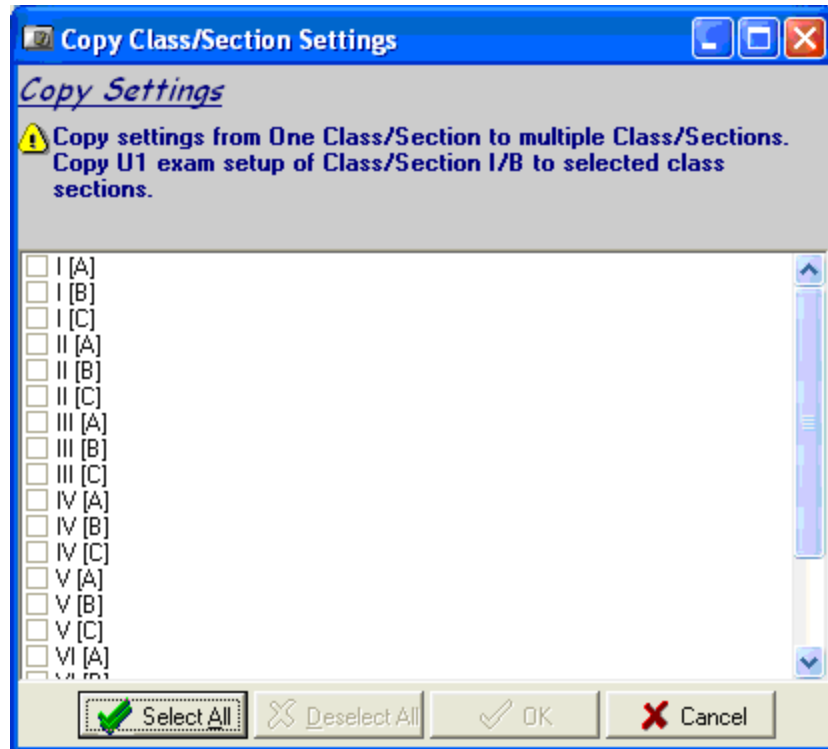 Copy Class/Section Settings
Copy Settings
Copy settings from One Class/Section to multiple Class/Sections.
Copy U1 exam setup of Class/Section I/B to selected class
sections.
I [A]
I [B]
I [C]
II [A]
II [B]
II [C]
III [A]
III [B]
III [C]
IV [A]
IV [B]
IV [C]
V [A]
V [B]
V [C]
VI [A]
Select All
Deselect All
OK
Cancel